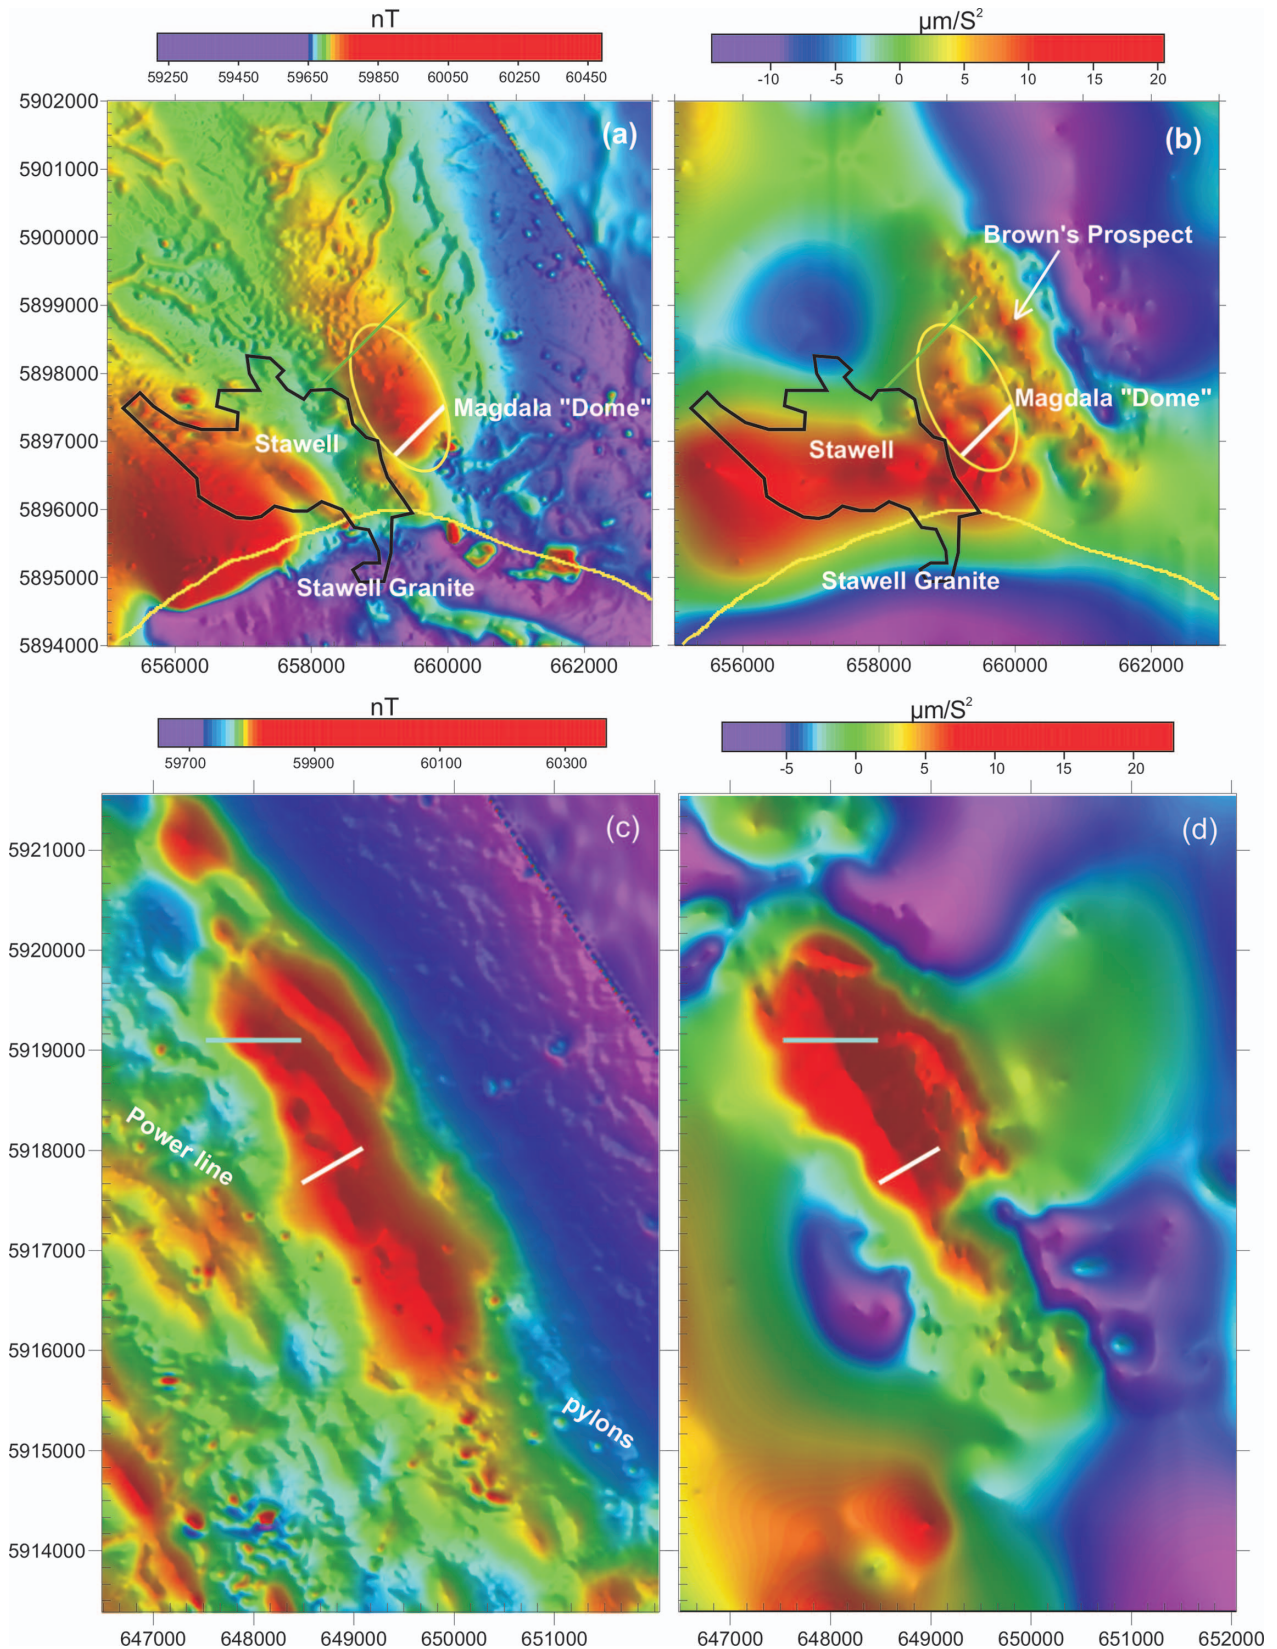 nT
59250 59450 59650 59850 60050 60250 60450
µm/S²
-10 -5 0 5 10 15 20
5902000
5901000
5900000
5899000
5898000
5897000
5896000
5895000
5894000
(a)
Magdala "Dome"
Stawell
Stawell Granite
656000 658000 660000 662000
(b)
Brown's Prospect
Magdala "Dome"
Stawell
Stawell Granite
656000 658000 660000 662000
nT
59700 59900 60100 60300
µm/S²
-5 0 5 10 15 20
5921000
5920000
5919000
5918000
5917000
5916000
5915000
5914000
(c)
Power line
pylons
647000 648000 649000 650000 651000
(d)
647000 648000 649000 650000 651000 652000